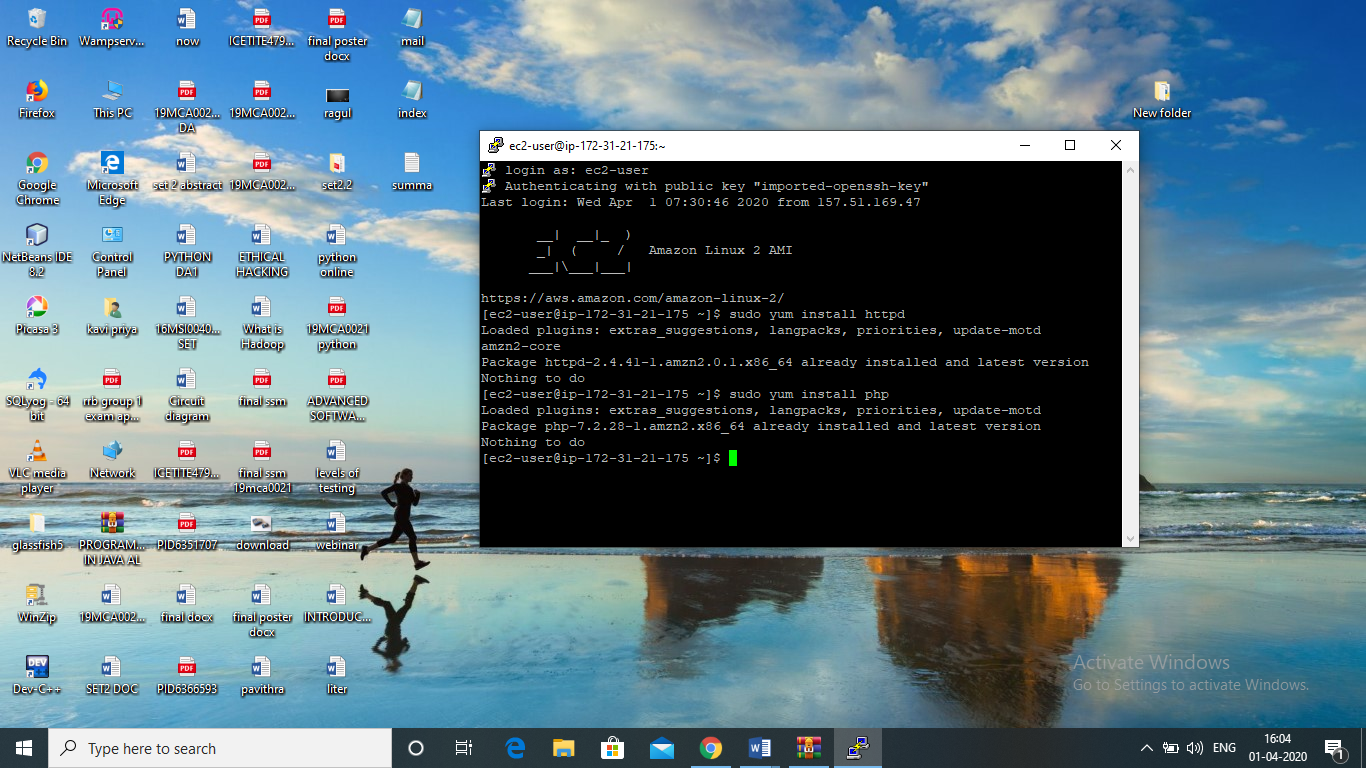 Recycle Bin
Wampserv...
now
ICETITE479...
final poster
docx
mail
Firefox
This PC
19MCA002...
DA
19MCA002...
ragul
index
New folder
Google
Chrome
Microsoft
Edge
set 2 abstract
19MCA002...
set2.2
summa
NetBeans IDE
8.2
Control
Panel
PYTHON
DA1
ETHICAL
HACKING
python
online
Picasa 3
kavi priya
16MSI0040...
SET
What is
Hadoop
19MCA0021
python
SQLyog - 64
bit
rrb group 1
exam ap...
Circuit
diagram
final ssm
ADVANCED
SOFTWA...
VLC media
player
Network
ICETITE479...
final ssm
19mca0021
levels of
testing
glassfish5
PROGRAM...
IN JAVA AL
PID6351707
download
webinar
WinZip
19MCA002...
final docx
final poster
docx
INTRODUC...
DEV
C++
Dev-C++
SET2 DOC
PID6366593
pavithra
liter
ec2-user@ip-172-31-21-175:~
login as: ec2-user
Authenticating with public key "imported-openssh-key"
Last login: Wed Apr  1 07:30:46 2020 from 157.51.169.47
       __|  __|_  )
       _|  (     /   Amazon Linux 2 AMI
      ___|\___|___|
https://aws.amazon.com/amazon-linux-2/
[ec2-user@ip-172-31-21-175 ~]$ sudo yum install httpd
Loaded plugins: extras_suggestions, langpacks, priorities, update-motd
amzn2-core
Package httpd-2.4.41-1.amzn2.0.1.x86_64 already installed and latest version
Nothing to do
[ec2-user@ip-172-31-21-175 ~]$ sudo yum install php
Loaded plugins: extras_suggestions, langpacks, priorities, update-motd
Package php-7.2.28-1.amzn2.x86_64 already installed and latest version
Nothing to do
[ec2-user@ip-172-31-21-175 ~]$
Activate Windows
Go to Settings to activate Windows.
Type here to search
ENG
16:04
01-04-2020
1